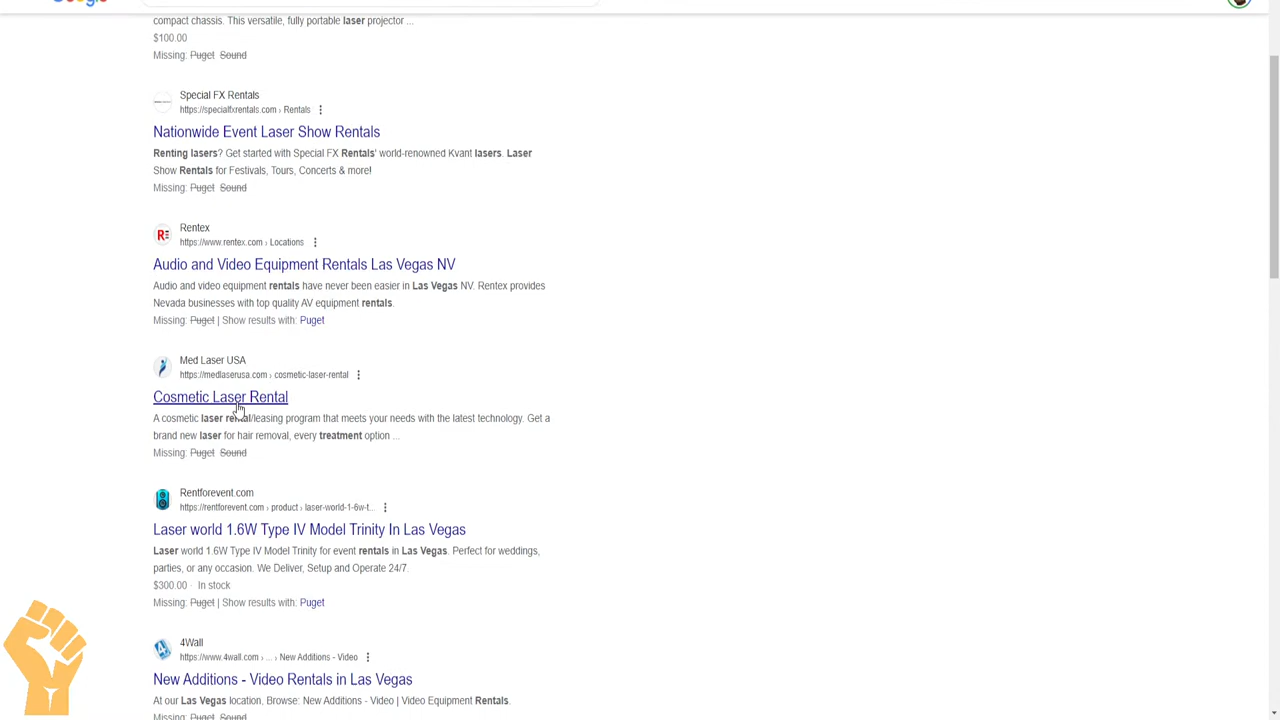 compact chassis. This versatile, fully portable laser projector ...
$100.00
Missing: Puget Sound
Special FX Rentals
https://specialfxrentals.com › Rentals
Nationwide Event Laser Show Rentals
Renting lasers? Get started with Special FX Rentals' world-renowned Kvant lasers. Laser
Show Rentals for Festivals, Tours, Concerts & more!
Missing: Puget Sound
Rentex
https://www.rentex.com › Locations
Audio and Video Equipment Rentals Las Vegas NV
Audio and video equipment rentals have never been easier in Las Vegas NV. Rentex provides
Nevada businesses with top quality AV equipment rentals.
Missing: Puget | Show results with: Puget
Med Laser USA
https://medlaserusa.com › cosmetic-laser-rental
Cosmetic Laser Rental
A cosmetic laser rental/leasing program that meets your needs with the latest technology. Get a
brand new laser for hair removal, every treatment option ...
Missing: Puget Sound
Rentforevent.com
https://rentforevent.com › product › laser-world-1-6w-t...
Laser world 1.6W Type IV Model Trinity In Las Vegas
Laser world 1.6W Type IV Model Trinity for event rentals in Las Vegas. Perfect for weddings,
parties, or any occasion. We Deliver, Setup and Operate 24/7.
$300.00 · In stock
Missing: Puget | Show results with: Puget
4Wall
https://www.4wall.com › ... › New Additions - Video
New Additions - Video Rentals in Las Vegas
At our Las Vegas location, Browse: New Additions - Video | Video Equipment Rentals.
Missing: Puget Sound